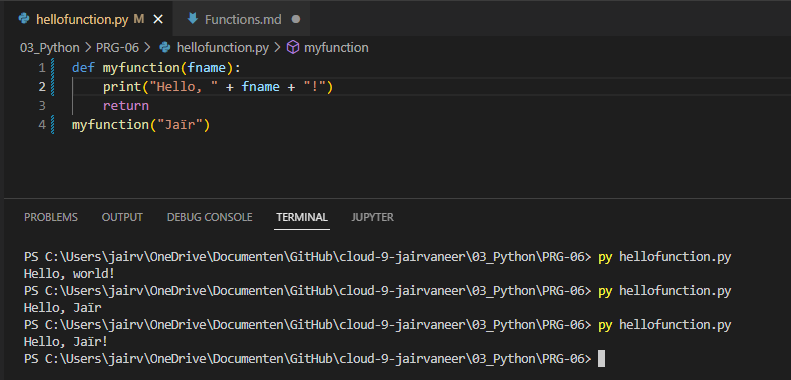 hellofunction.py M Functions.md
03_Python > PRG-06 > hellofunction.py > myfunction
1 def myfunction(fname):
2     print("Hello, " + fname + "!")
3     return
4 myfunction("Jaïr")
PROBLEMS OUTPUT DEBUG CONSOLE TERMINAL JUPYTER
PS C:\Users\jairv\OneDrive\Documenten\GitHub\cloud-9-jairvaneer\03_Python\PRG-06> py hellofunction.py
Hello, world!
PS C:\Users\jairv\OneDrive\Documenten\GitHub\cloud-9-jairvaneer\03_Python\PRG-06> py hellofunction.py
Hello, Jaïr
PS C:\Users\jairv\OneDrive\Documenten\GitHub\cloud-9-jairvaneer\03_Python\PRG-06> py hellofunction.py
Hello, Jaïr!
PS C:\Users\jairv\OneDrive\Documenten\GitHub\cloud-9-jairvaneer\03_Python\PRG-06>